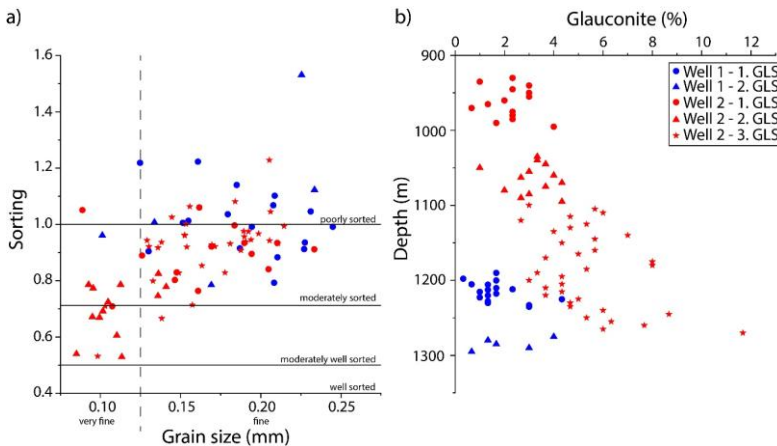 a)
1.6
1.4
1.2
1.0
0.8
0.6
0.4
Sorting
poorly sorted
moderately sorted
moderately well sorted
well sorted
0.10
0.15
0.20
0.25
very fine
fine
Grain size (mm)
b)
Glauconite (%)
0
2
4
6
8
10
12
900
1000
1100
1200
1300
Depth (m)
Well 1 - 1. GLS
Well 1 - 2. GLS
Well 2 - 1. GLS
Well 2 - 2. GLS
Well 2 - 3. GLS